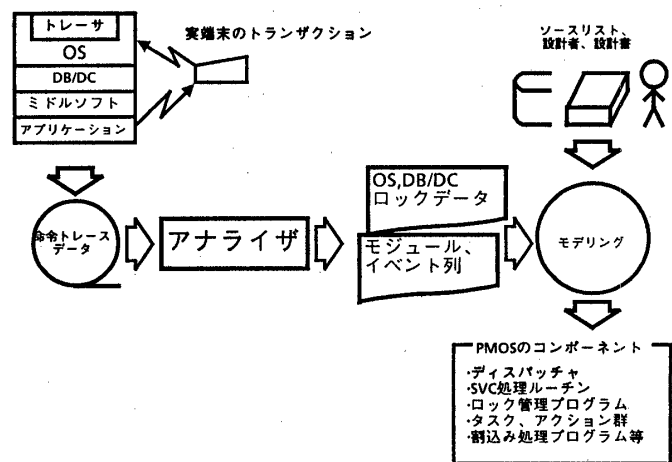 トレーサ
OS
DB/DC
ミドルソフト
アプリケーション
実端末のトランザクション
ソースリスト、
設計者、設計書
命令トレース
データ
アナライザ
OS,DB/DC
ロックデータ
モジュール、
イベント列
モデリング
PMOSのコンポーネント
・ディスパッチャ
・SVC処理ルーチン
・ロック管理プログラム
・タスク、アクション群
・割込み処理プログラム等